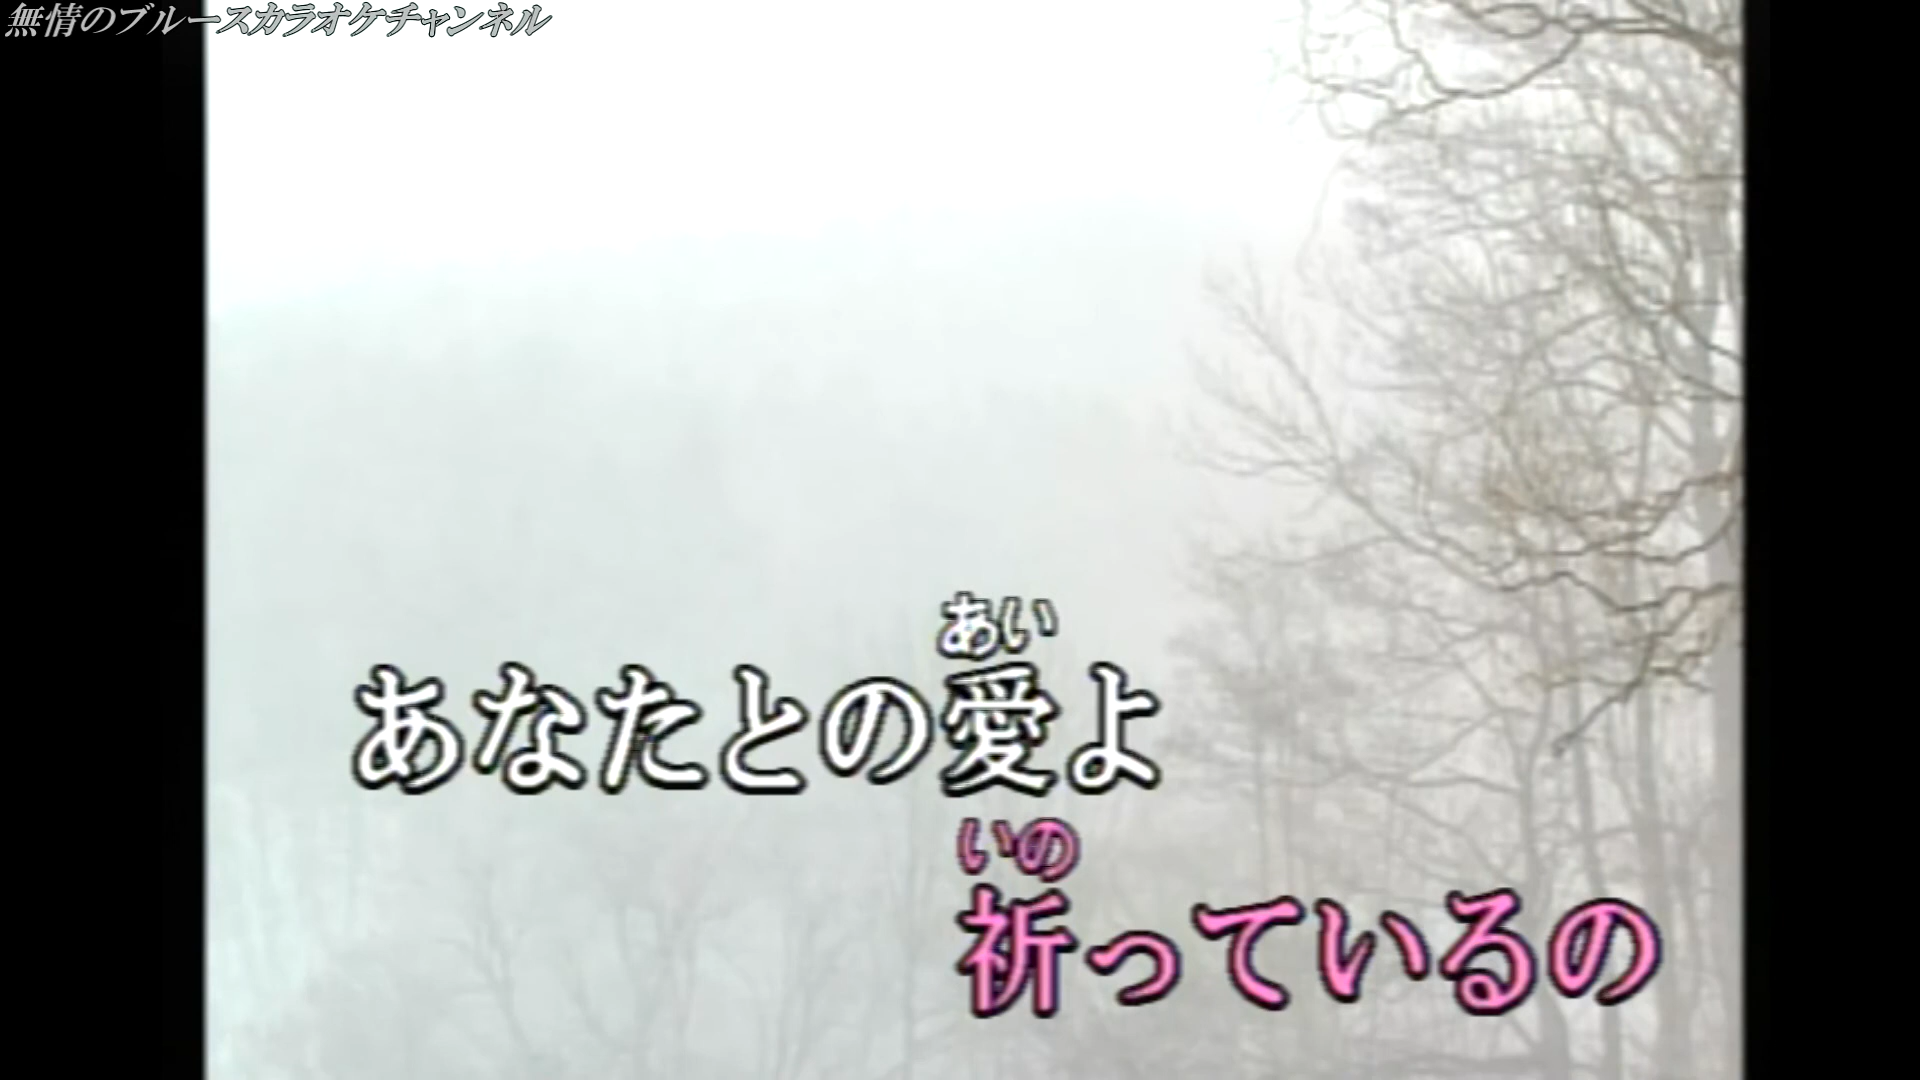 無情のブルースカラオケチャンネル
あい
あなたとの愛よ
いの
祈っているの